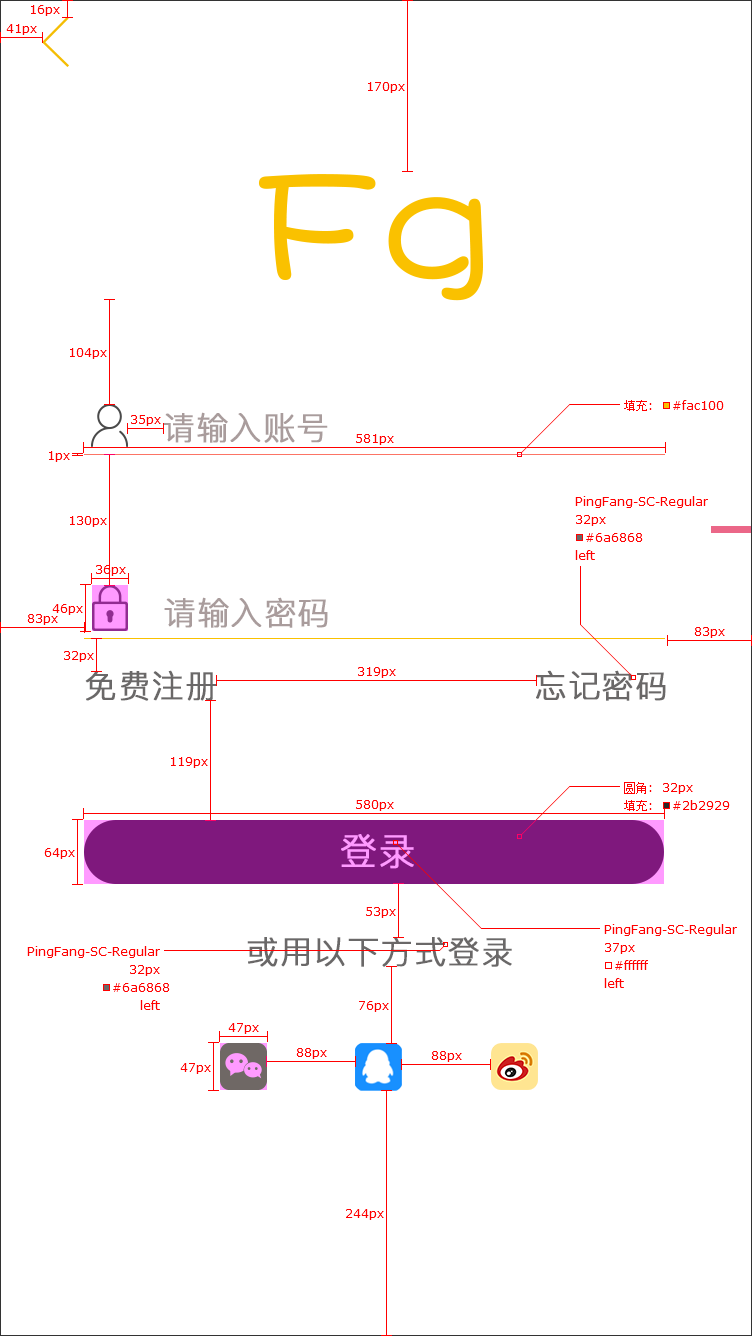 16px
41px
170px
Fg
104px
35px
请输入账号
填充： #fac100
581px
1px
PingFang-SC-Regular
32px
#6a6868
left
130px
36px
46px
请输入密码
83px
83px
32px
免费注册
319px
忘记密码
119px
圆角： 32px
580px
填充： #2b2929
64px
登录
53px
PingFang-SC-Regular
37px
#ffffff
left
或用以下方式登录
PingFang-SC-Regular
32px
#6a6868
left
76px
47px
88px
88px
47px
244px